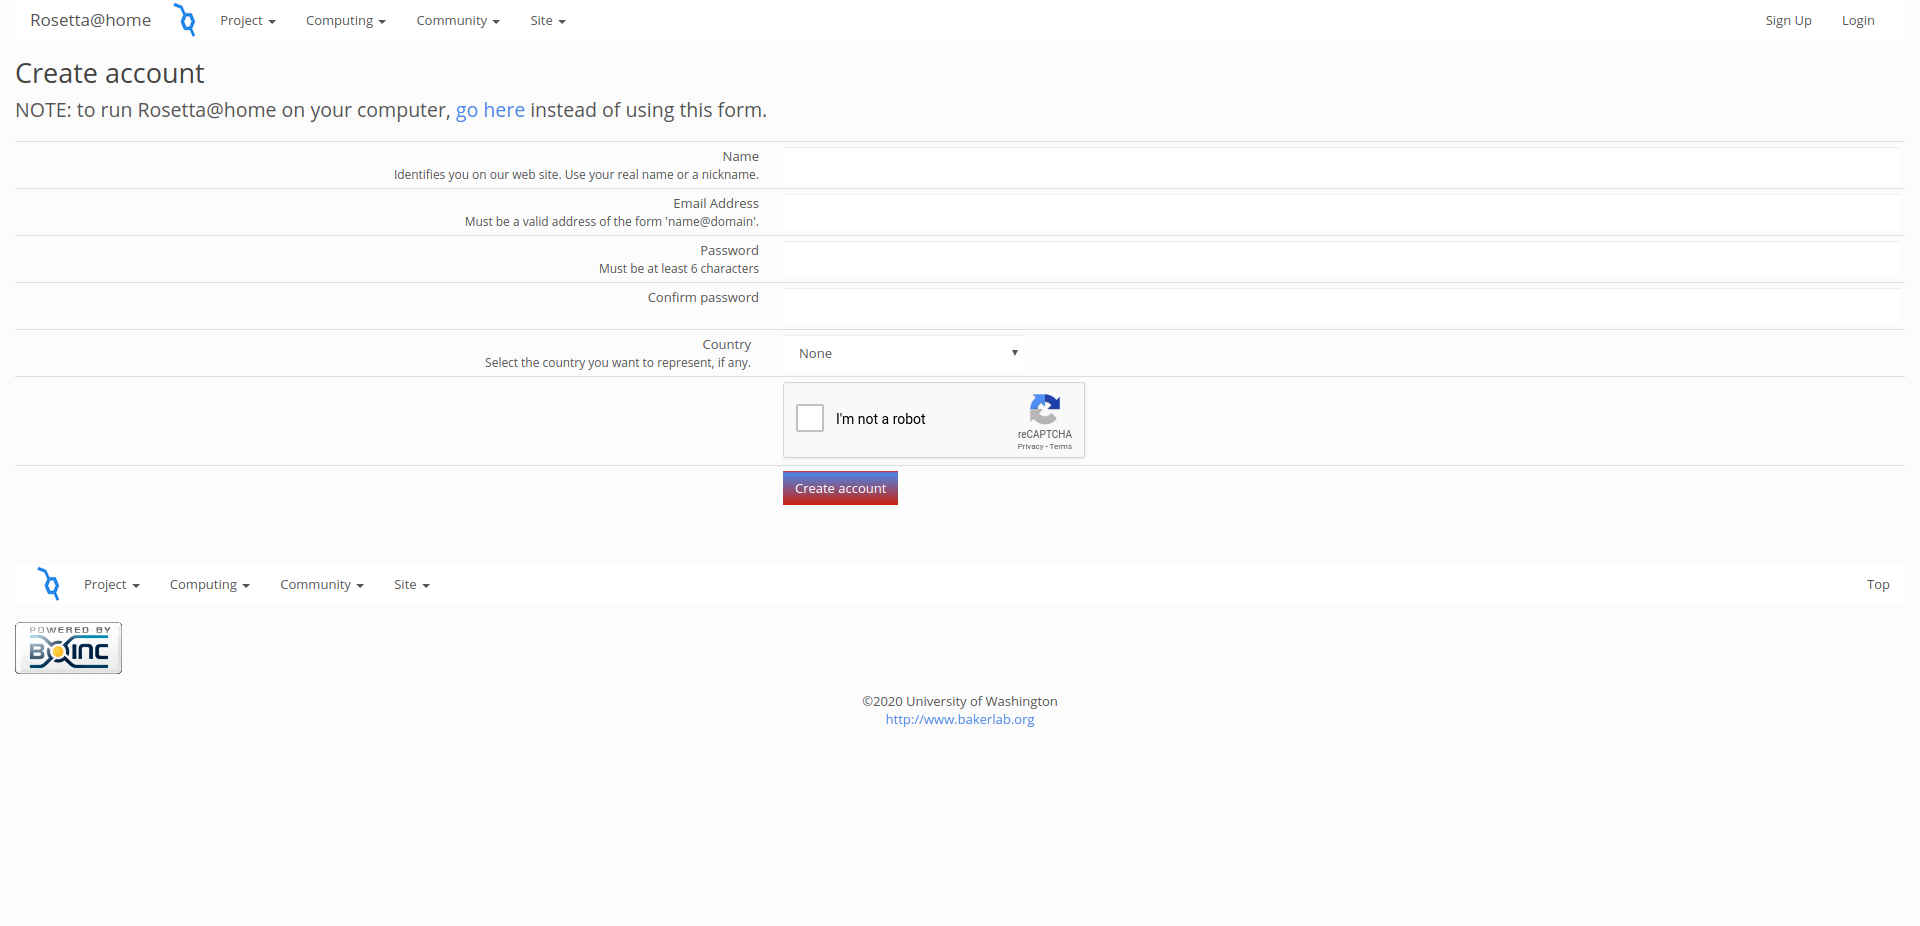 Rosetta@home Project Computing Community Site Sign Up Login
Create account
NOTE: to run Rosetta@home on your computer, go here instead of using this form.
Name
Identifies you on our web site. Use your real name or a nickname.
Email Address
Must be a valid address of the form 'name@domain'.
Password
Must be at least 6 characters
Confirm password
Country
Select the country you want to represent, if any.
None
I'm not a robot
reCAPTCHA
Privacy - Terms
Create account
Project Computing Community Site Top
POWERED BY
BOINC
©2020 University of Washington
http://www.bakerlab.org